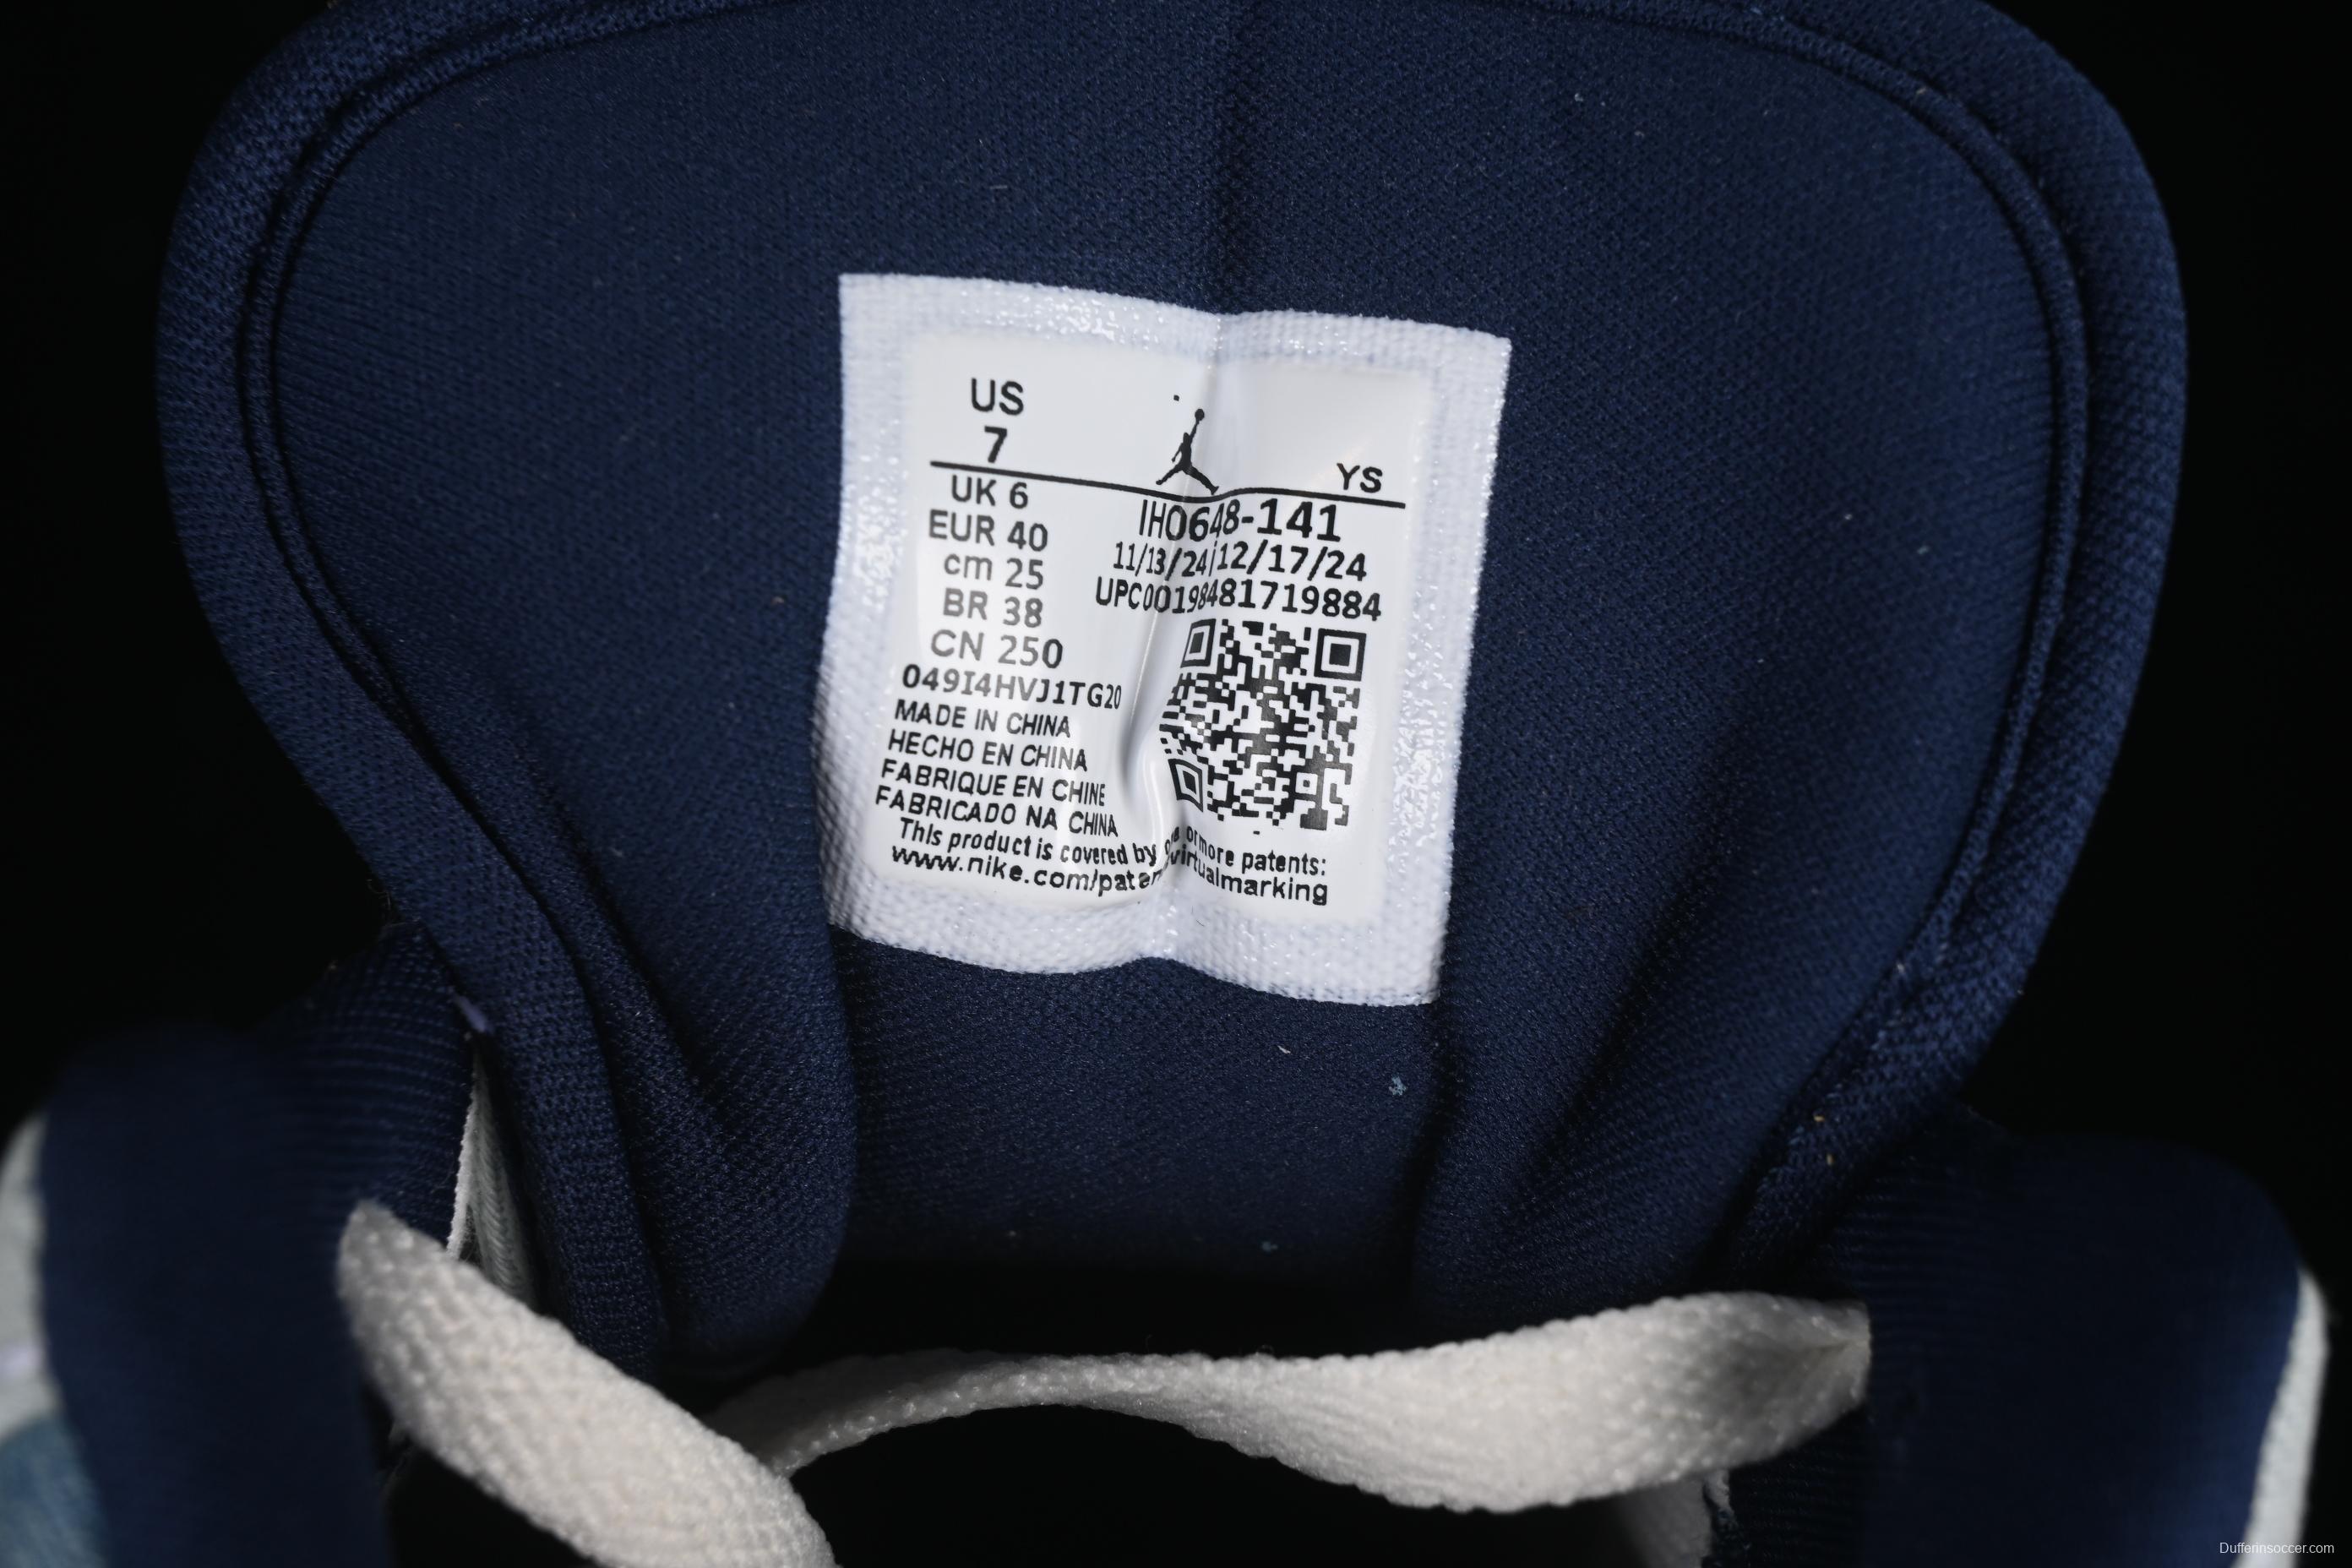 US
7
YS
UK 6
EUR 40
cm 25
BR 38
CN 250
IH0648-141
11/13/24 12/17/24
UPC00198481719884
049I4HVJ1TG20
MADE IN CHINA
HECHO EN CHINA
FABRIQUE EN CHINE
FABRICADO NA CHINA
This product is covered by one or more patents:
www.nike.com/patent virtualmarking
Dufferinsoccer.com